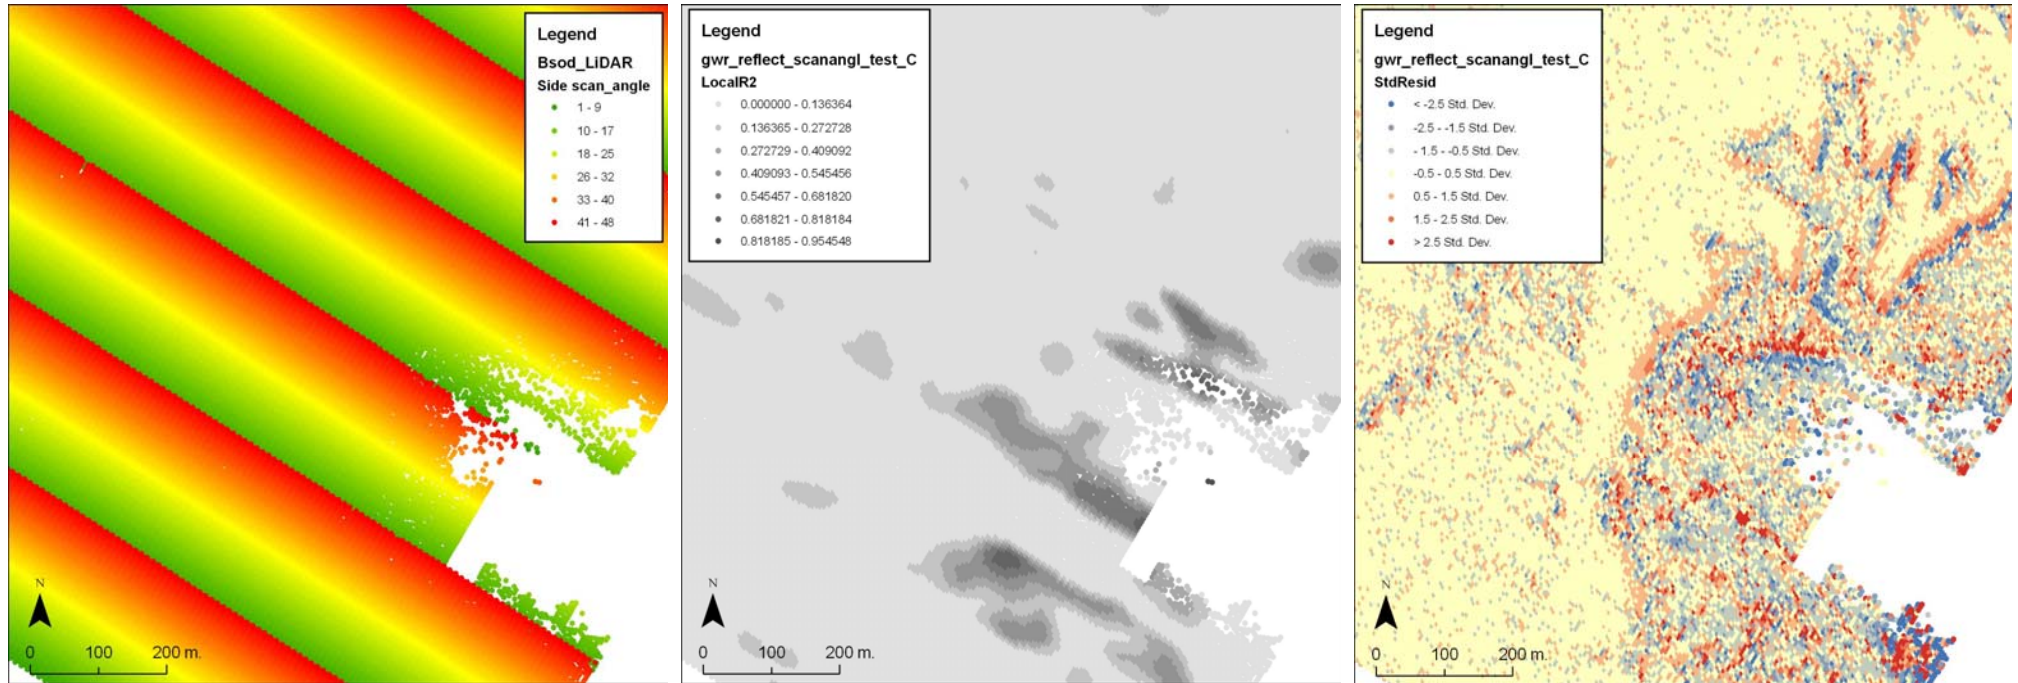 Legend
Bsod_LiDAR
Side scan_angle
1 - 9
10 - 17
18 - 25
26 - 32
33 - 40
41 - 48
N
0 100 200 m.
Legend
gwr_reflect_scanangl_test_C
LocalR2
0.000000 - 0.136364
0.136365 - 0.272728
0.272729 - 0.409092
0.409093 - 0.545456
0.545457 - 0.681820
0.681821 - 0.818184
0.818185 - 0.954548
N
0 100 200 m.
Legend
gwr_reflect_scanangl_test_C
StdResid
< -2.5 Std. Dev.
-2.5 - -1.5 Std. Dev.
- 1.5 - -0.5 Std. Dev.
-0.5 - 0.5 Std. Dev.
0.5 - 1.5 Std. Dev.
1.5 - 2.5 Std. Dev.
> 2.5 Std. Dev.
N
0 100 200 m.